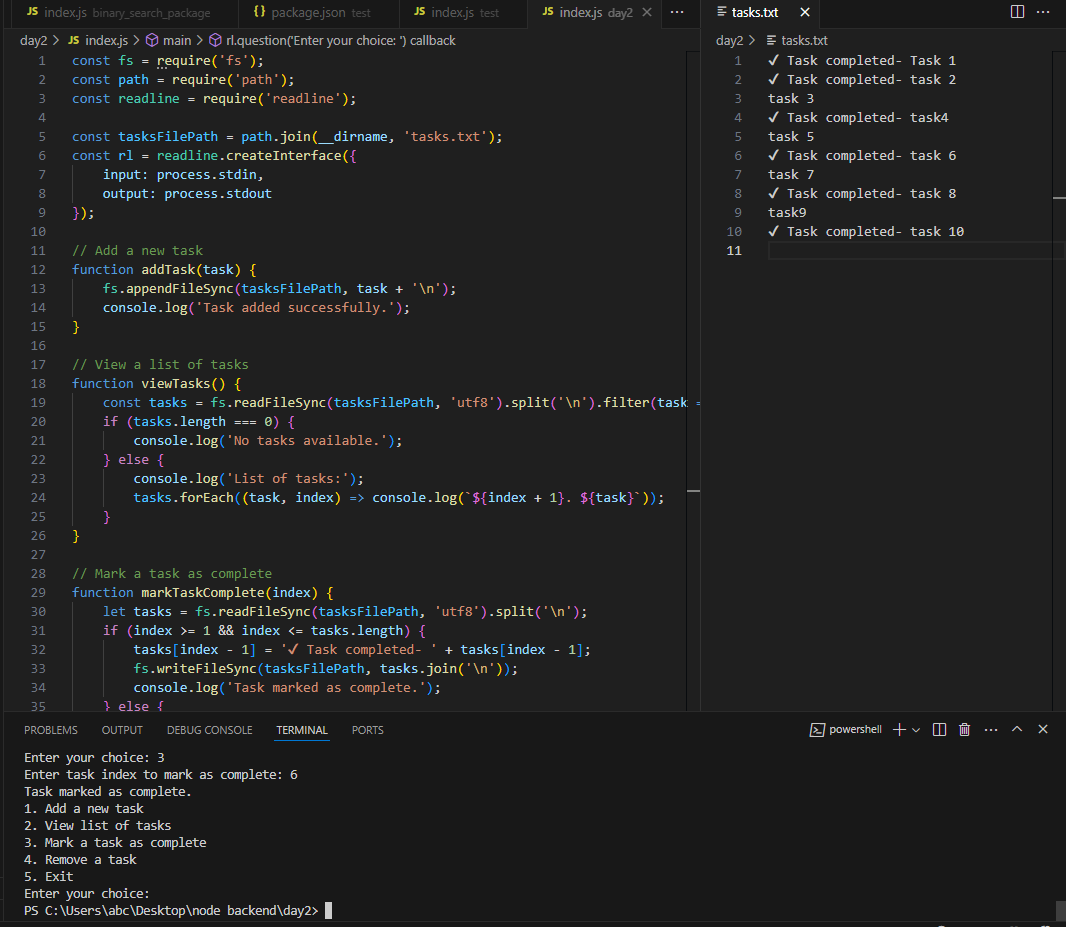 JS index.js binary_search_package {} package.json test JS index.js test JS index.js day2 × ···
day2 > JS index.js > main > rl.question('Enter your choice: ') callback
1 const fs = require('fs');
2 const path = require('path');
3 const readline = require('readline');
4
5 const tasksFilePath = path.join(__dirname, 'tasks.txt');
6 const rl = readline.createInterface({
7 input: process.stdin,
8 output: process.stdout
9 });
10
11 // Add a new task
12 function addTask(task) {
13 fs.appendFileSync(tasksFilePath, task + '\n');
14 console.log('Task added successfully.');
15 }
16
17 // View a list of tasks
18 function viewTasks() {
19 const tasks = fs.readFileSync(tasksFilePath, 'utf8').split('\n').filter(task =
20 if (tasks.length === 0) {
21 console.log('No tasks available.');
22 } else {
23 console.log('List of tasks:');
24 tasks.forEach((task, index) => console.log(`${index + 1}. ${task}`));
25 }
26 }
27
28 // Mark a task as complete
29 function markTaskComplete(index) {
30 let tasks = fs.readFileSync(tasksFilePath, 'utf8').split('\n');
31 if (index >= 1 && index <= tasks.length) {
32 tasks[index - 1] = '✓ Task completed- ' + tasks[index - 1];
33 fs.writeFileSync(tasksFilePath, tasks.join('\n'));
34 console.log('Task marked as complete.');
35 } else {
tasks.txt × ···
day2 > tasks.txt
1 ✓ Task completed- Task 1
2 ✓ Task completed- task 2
3 task 3
4 ✓ Task completed- task4
5 task 5
6 ✓ Task completed- task 6
7 task 7
8 ✓ Task completed- task 8
9 task9
10 ✓ Task completed- task 10
11
PROBLEMS OUTPUT DEBUG CONSOLE TERMINAL PORTS powershell
Enter your choice: 3
Enter task index to mark as complete: 6
Task marked as complete.
1. Add a new task
2. View list of tasks
3. Mark a task as complete
4. Remove a task
5. Exit
Enter your choice:
PS C:\Users\abc\Desktop\node backend\day2>